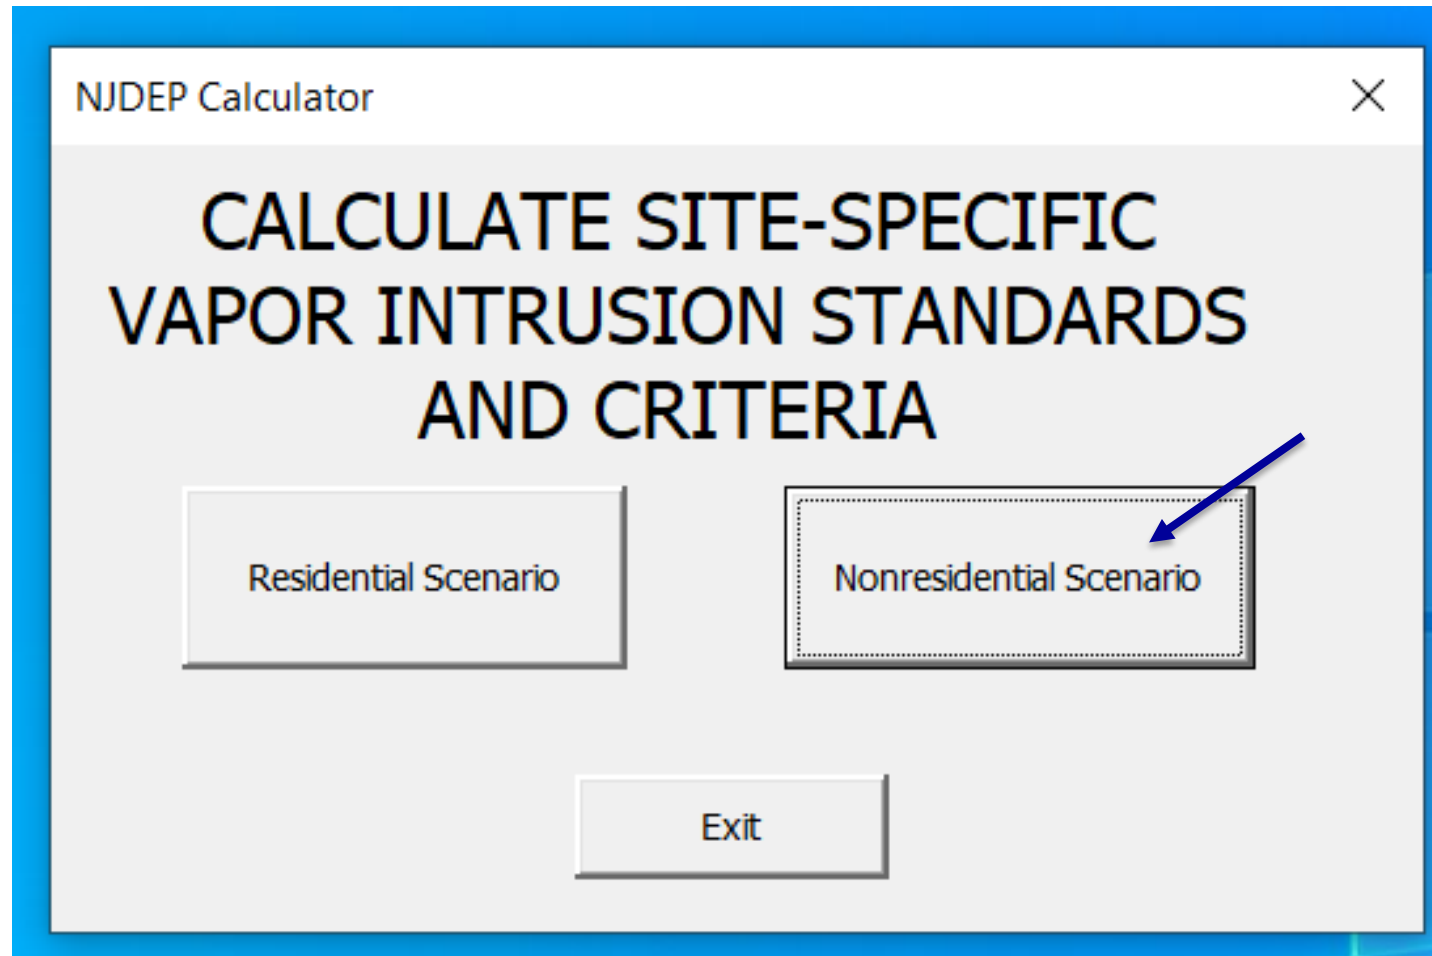 NJDEP Calculator
CALCULATE SITE-SPECIFIC
VAPOR INTRUSION STANDARDS
AND CRITERIA
Residential Scenario
Nonresidential Scenario
Exit